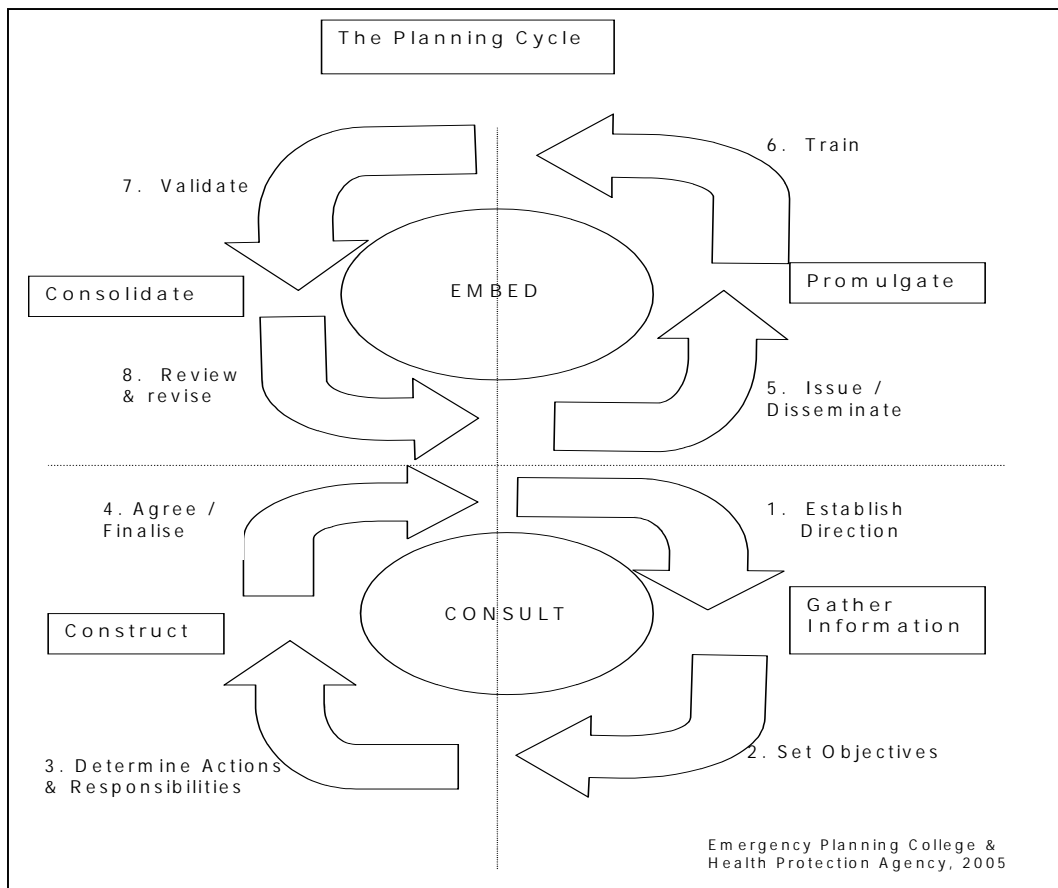 The Planning Cycle
6. Train
7. Validate
EMBED
Consolidate
Promulgate
8. Review
& revise
5. Issue /
Disseminate
4. Agree /
Finalise
1. Establish
Direction
CONSULT
Construct
Gather
Information
3. Determine Actions
& Responsibilities
2. Set Objectives
Emergency Planning College &
Health Protection Agency, 2005